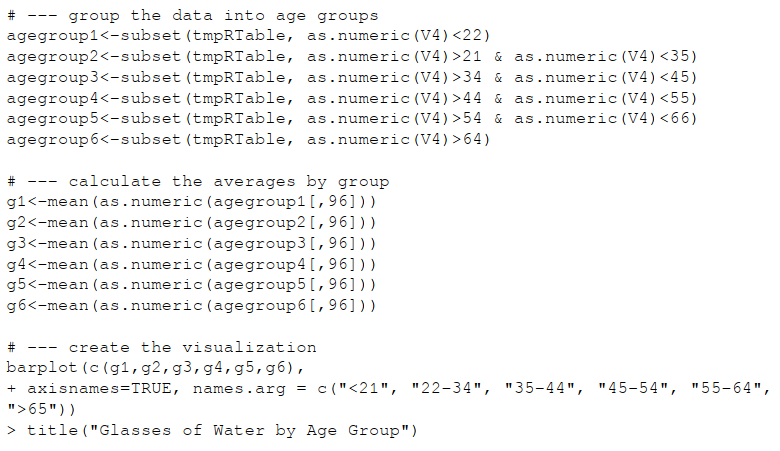 # --- group the data into age groups
agegroup1<-subset(tmpRTable, as.numeric(V4)<22)
agegroup2<-subset(tmpRTable, as.numeric(V4)>21 & as.numeric(V4)<35)
agegroup3<-subset(tmpRTable, as.numeric(V4)>34 & as.numeric(V4)<45)
agegroup4<-subset(tmpRTable, as.numeric(V4)>44 & as.numeric(V4)<55)
agegroup5<-subset(tmpRTable, as.numeric(V4)>54 & as.numeric(V4)<66)
agegroup6<-subset(tmpRTable, as.numeric(V4)>64)
# --- calculate the averages by group
g1<-mean(as.numeric(agegroup1[,96]))
g2<-mean(as.numeric(agegroup2[,96]))
g3<-mean(as.numeric(agegroup3[,96]))
g4<-mean(as.numeric(agegroup4[,96]))
g5<-mean(as.numeric(agegroup5[,96]))
g6<-mean(as.numeric(agegroup6[,96]))
# --- create the visualization
barplot(c(g1,g2,g3,g4,g5,g6),
+ axisnames=TRUE, names.arg = c("<21", "22-34", "35-44", "45-54", "55-64",
">65"))
> title("Glasses of Water by Age Group")